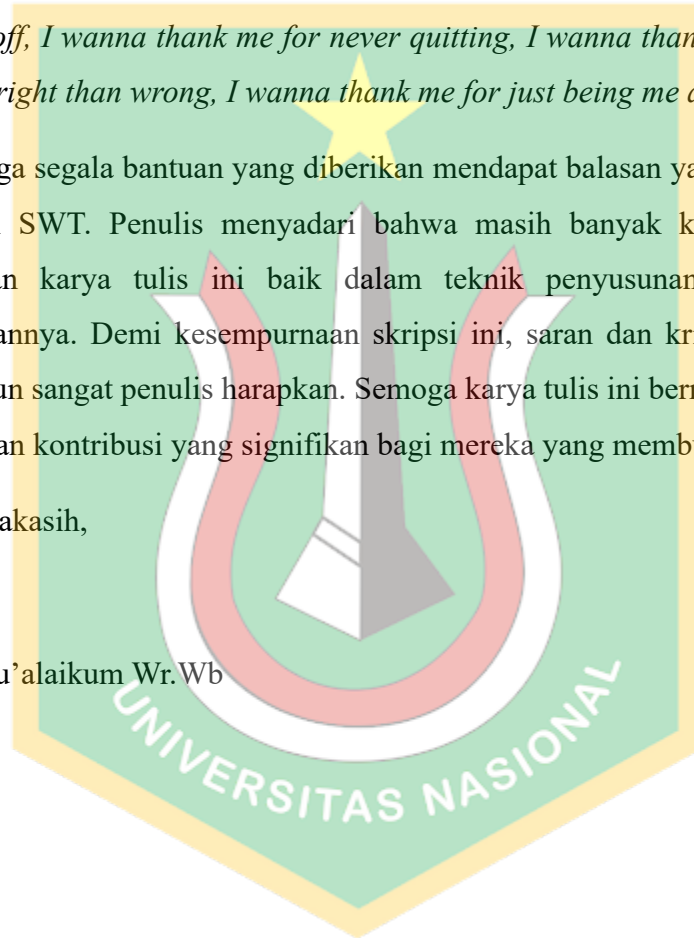 off, I wanna thank me for never quitting, I wanna than
right than wrong, I wanna thank me for just being me a
ga segala bantuan yang diberikan mendapat balasan ya
SWT. Penulis menyadari bahwa masih banyak k
n karya tulis ini baik dalam teknik penyusunan
annya. Demi kesempurnaan skripsi ini, saran dan kri
un sangat penulis harapkan. Semoga karya tulis ini ber
an kontribusi yang signifikan bagi mereka yang memb
akasih,
u’alaikum Wr.Wb
UNIVERSITAS NASIONAL